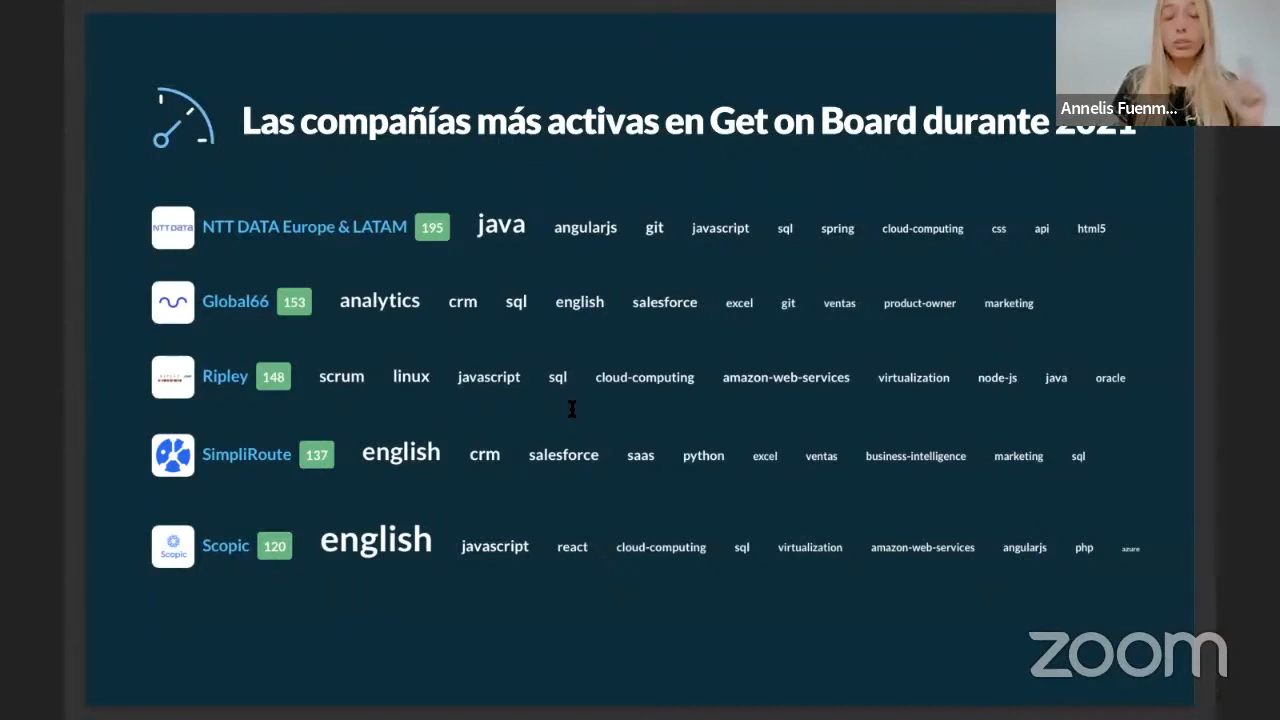 Las compañías más activas en Get on Board durante 2021
Annelis Fuenm...
NTT DATA NTT DATA Europe & LATAM 195 java angularjs git javascript sql spring cloud-computing css api html5
Global66 153 analytics crm sql english salesforce excel git ventas product-owner marketing
Ripley 148 scrum linux javascript sql cloud-computing amazon-web-services virtualization node-js java oracle
SimpliRoute 137 english crm salesforce saas python excel ventas business-intelligence marketing sql
Scopic Scopic 120 english javascript react cloud-computing sql virtualization amazon-web-services angularjs php azure
zoom